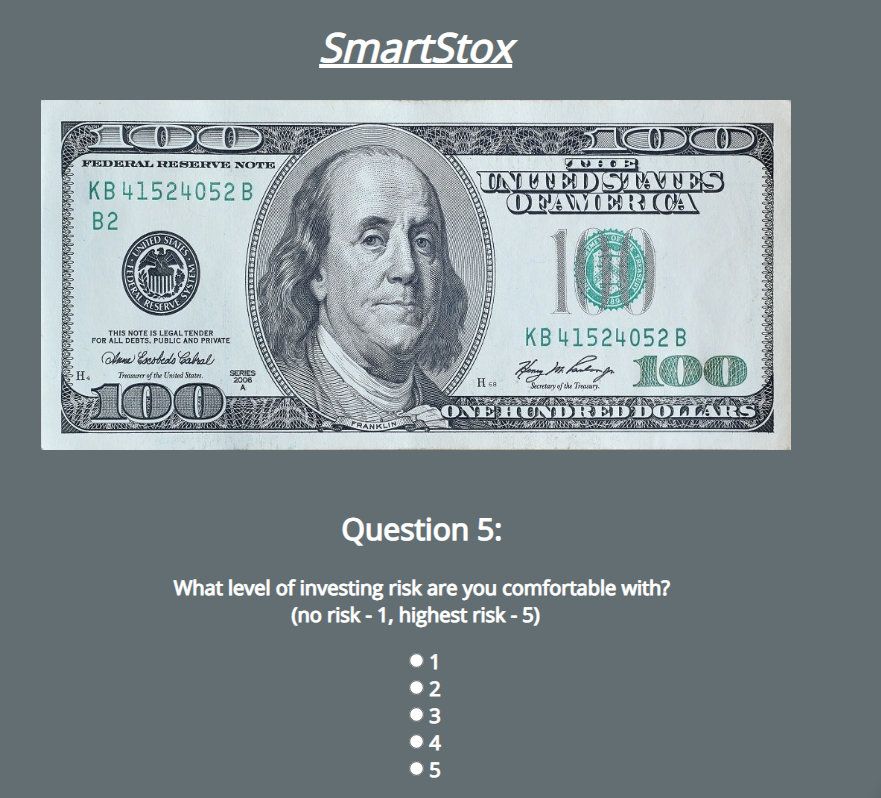 SmartStox
100 100
FEDERAL RESERVE NOTE
THE
UNITED STATES
OF AMERICA
KB 41524052 B
B2
UNITED STATES FEDERAL RESERVE SYSTEM
100
THIS NOTE IS LEGAL TENDER
FOR ALL DEBTS, PUBLIC AND PRIVATE
KB 41524052 B
Treasurer of the United States.
SERIES
2006
A
H4
H 68
Secretary of the Treasury.
100
100
FRANKLIN
ONE HUNDRED DOLLARS
Question 5:
What level of investing risk are you comfortable with?
(no risk - 1, highest risk - 5)
1
2
3
4
5